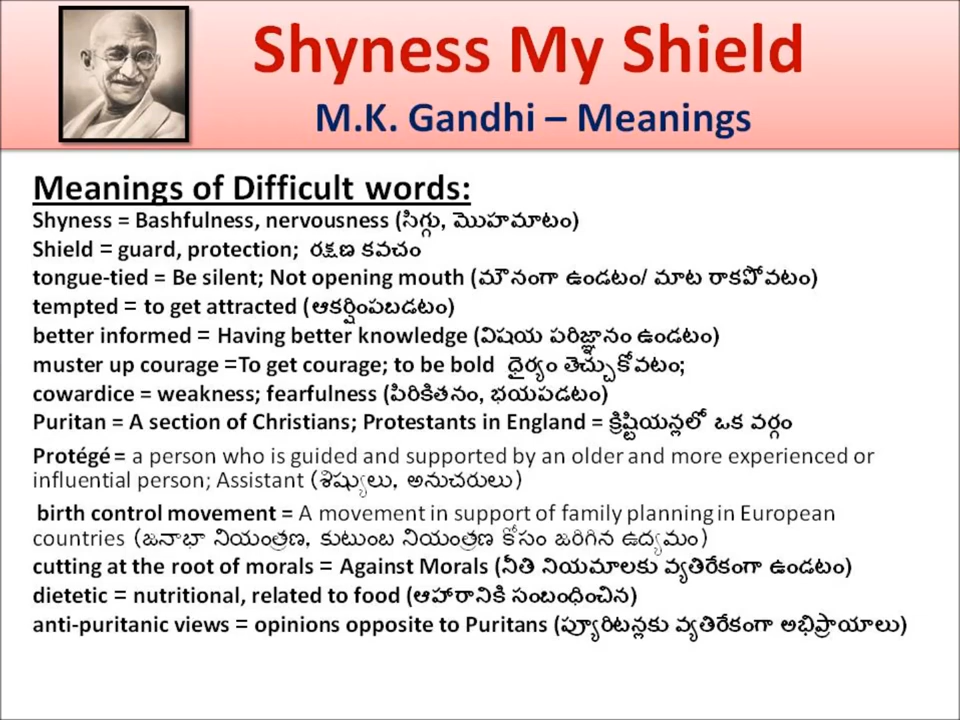 Shyness My Shield
M.K. Gandhi – Meanings
Meanings of Difficult words:
Shyness = Bashfulness, nervousness (సిగ్గు, మొహమాటం)
Shield = guard, protection; రక్షణ కవచం
tongue-tied = Be silent; Not opening mouth (మౌనంగా ఉండటం/ మాట రాకపోవటం)
tempted = to get attracted (ఆకర్షింపబడటం)
better informed = Having better knowledge (విషయ పరిజ్ఞానం ఉండటం)
muster up courage =To get courage; to be bold ధైర్యం తెచ్చుకోవటం;
cowardice = weakness; fearfulness (పిరికితనం, భయపడటం)
Puritan = A section of Christians; Protestants in England = క్రిష్టియన్లలో ఒక వర్గం
Protégé = a person who is guided and supported by an older and more experienced or
influential person; Assistant (శిష్యులు, అనుచరులు)
birth control movement = A movement in support of family planning in European
countries (జనాభా నియంత్రణ, కుటుంబ నియంత్రణ కోసం జరిగిన ఉద్యమం)
cutting at the root of morals = Against Morals (నీతి నియమాలకు వ్యతిరేకంగా ఉండటం)
dietetic = nutritional, related to food (ఆహారానికి సంబంధించిన)
anti-puritanic views = opinions opposite to Puritans (ప్యూరిటన్లకు వ్యతిరేకంగా అభిప్రాయాలు)